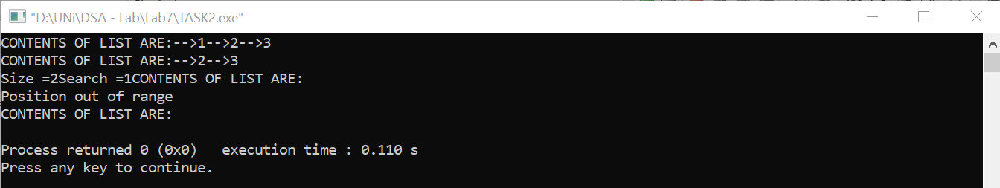 "D:\UNi\DSA - Lab\Lab7\TASK2.exe"
CONTENTS OF LIST ARE:-->1-->2-->3
CONTENTS OF LIST ARE:-->2-->3
Size =2Search =1CONTENTS OF LIST ARE:
Position out of range
CONTENTS OF LIST ARE:
Process returned 0 (0x0)   execution time : 0.110 s
Press any key to continue.